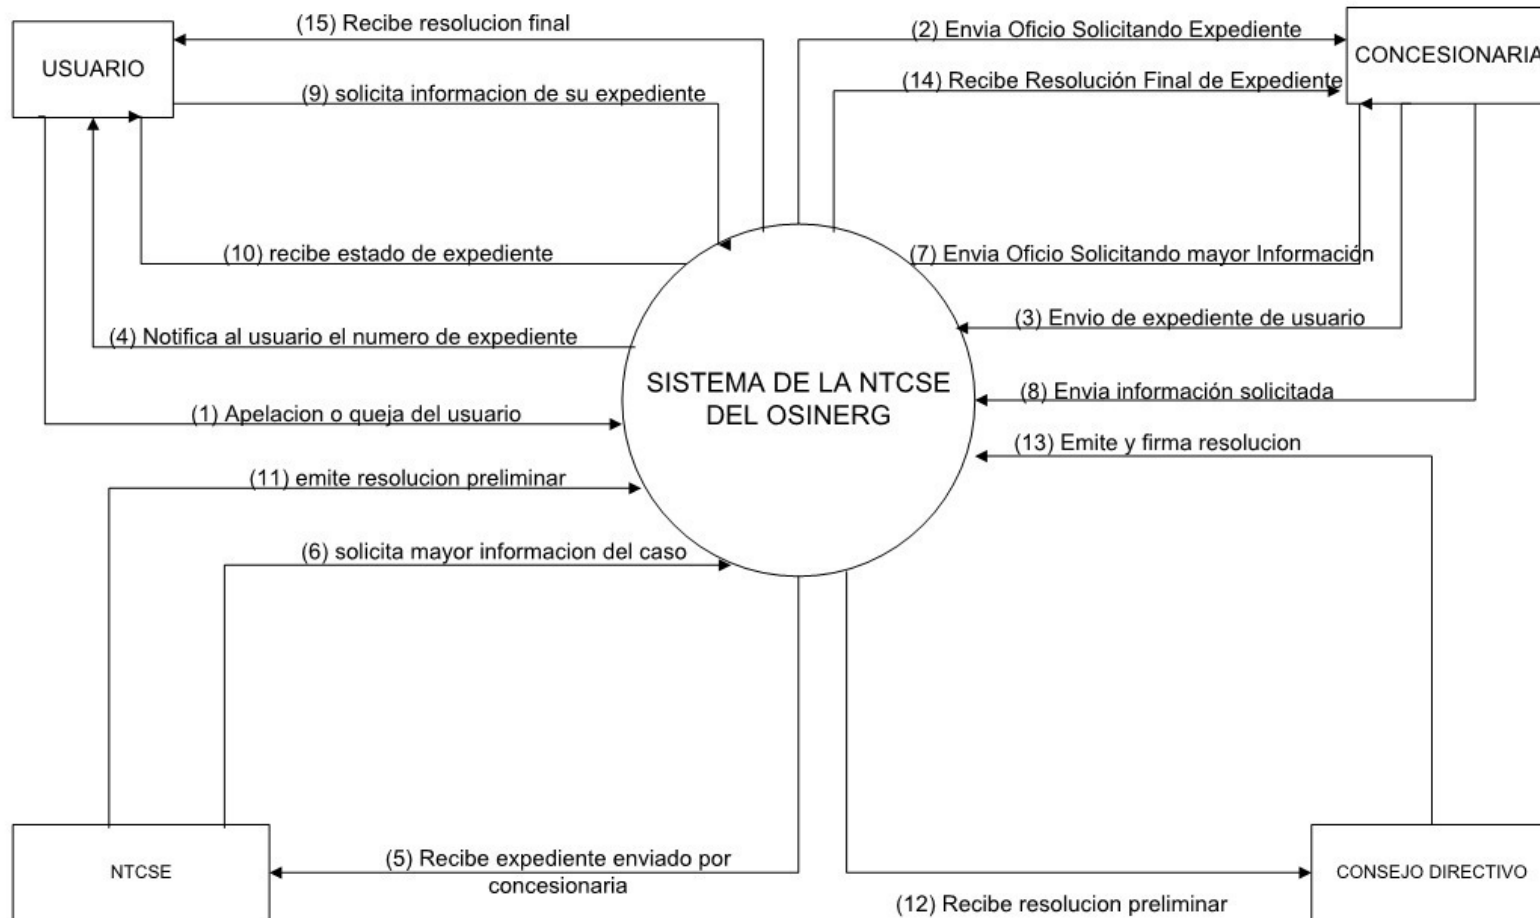 (15) Recibe resolucion final
(2) Envia Oficio Solicitando Expediente
USUARIO
CONCESIONARIA
(9) solicita informacion de su expediente
(14) Recibe Resolución Final de Expediente
(10) recibe estado de expediente
(7) Envia Oficio Solicitando mayor Información
(4) Notifica al usuario el numero de expediente
(3) Envio de expediente de usuario
SISTEMA DE LA NTCSE
DEL OSINERG
(1) Apelacion o queja del usuario
(8) Envia información solicitada
(13) Emite y firma resolucion
(11) emite resolucion preliminar
(6) solicita mayor informacion del caso
NTCSE
(5) Recibe expediente enviado por
concesionaria
CONSEJO DIRECTIVO
(12) Recibe resolucion preliminar